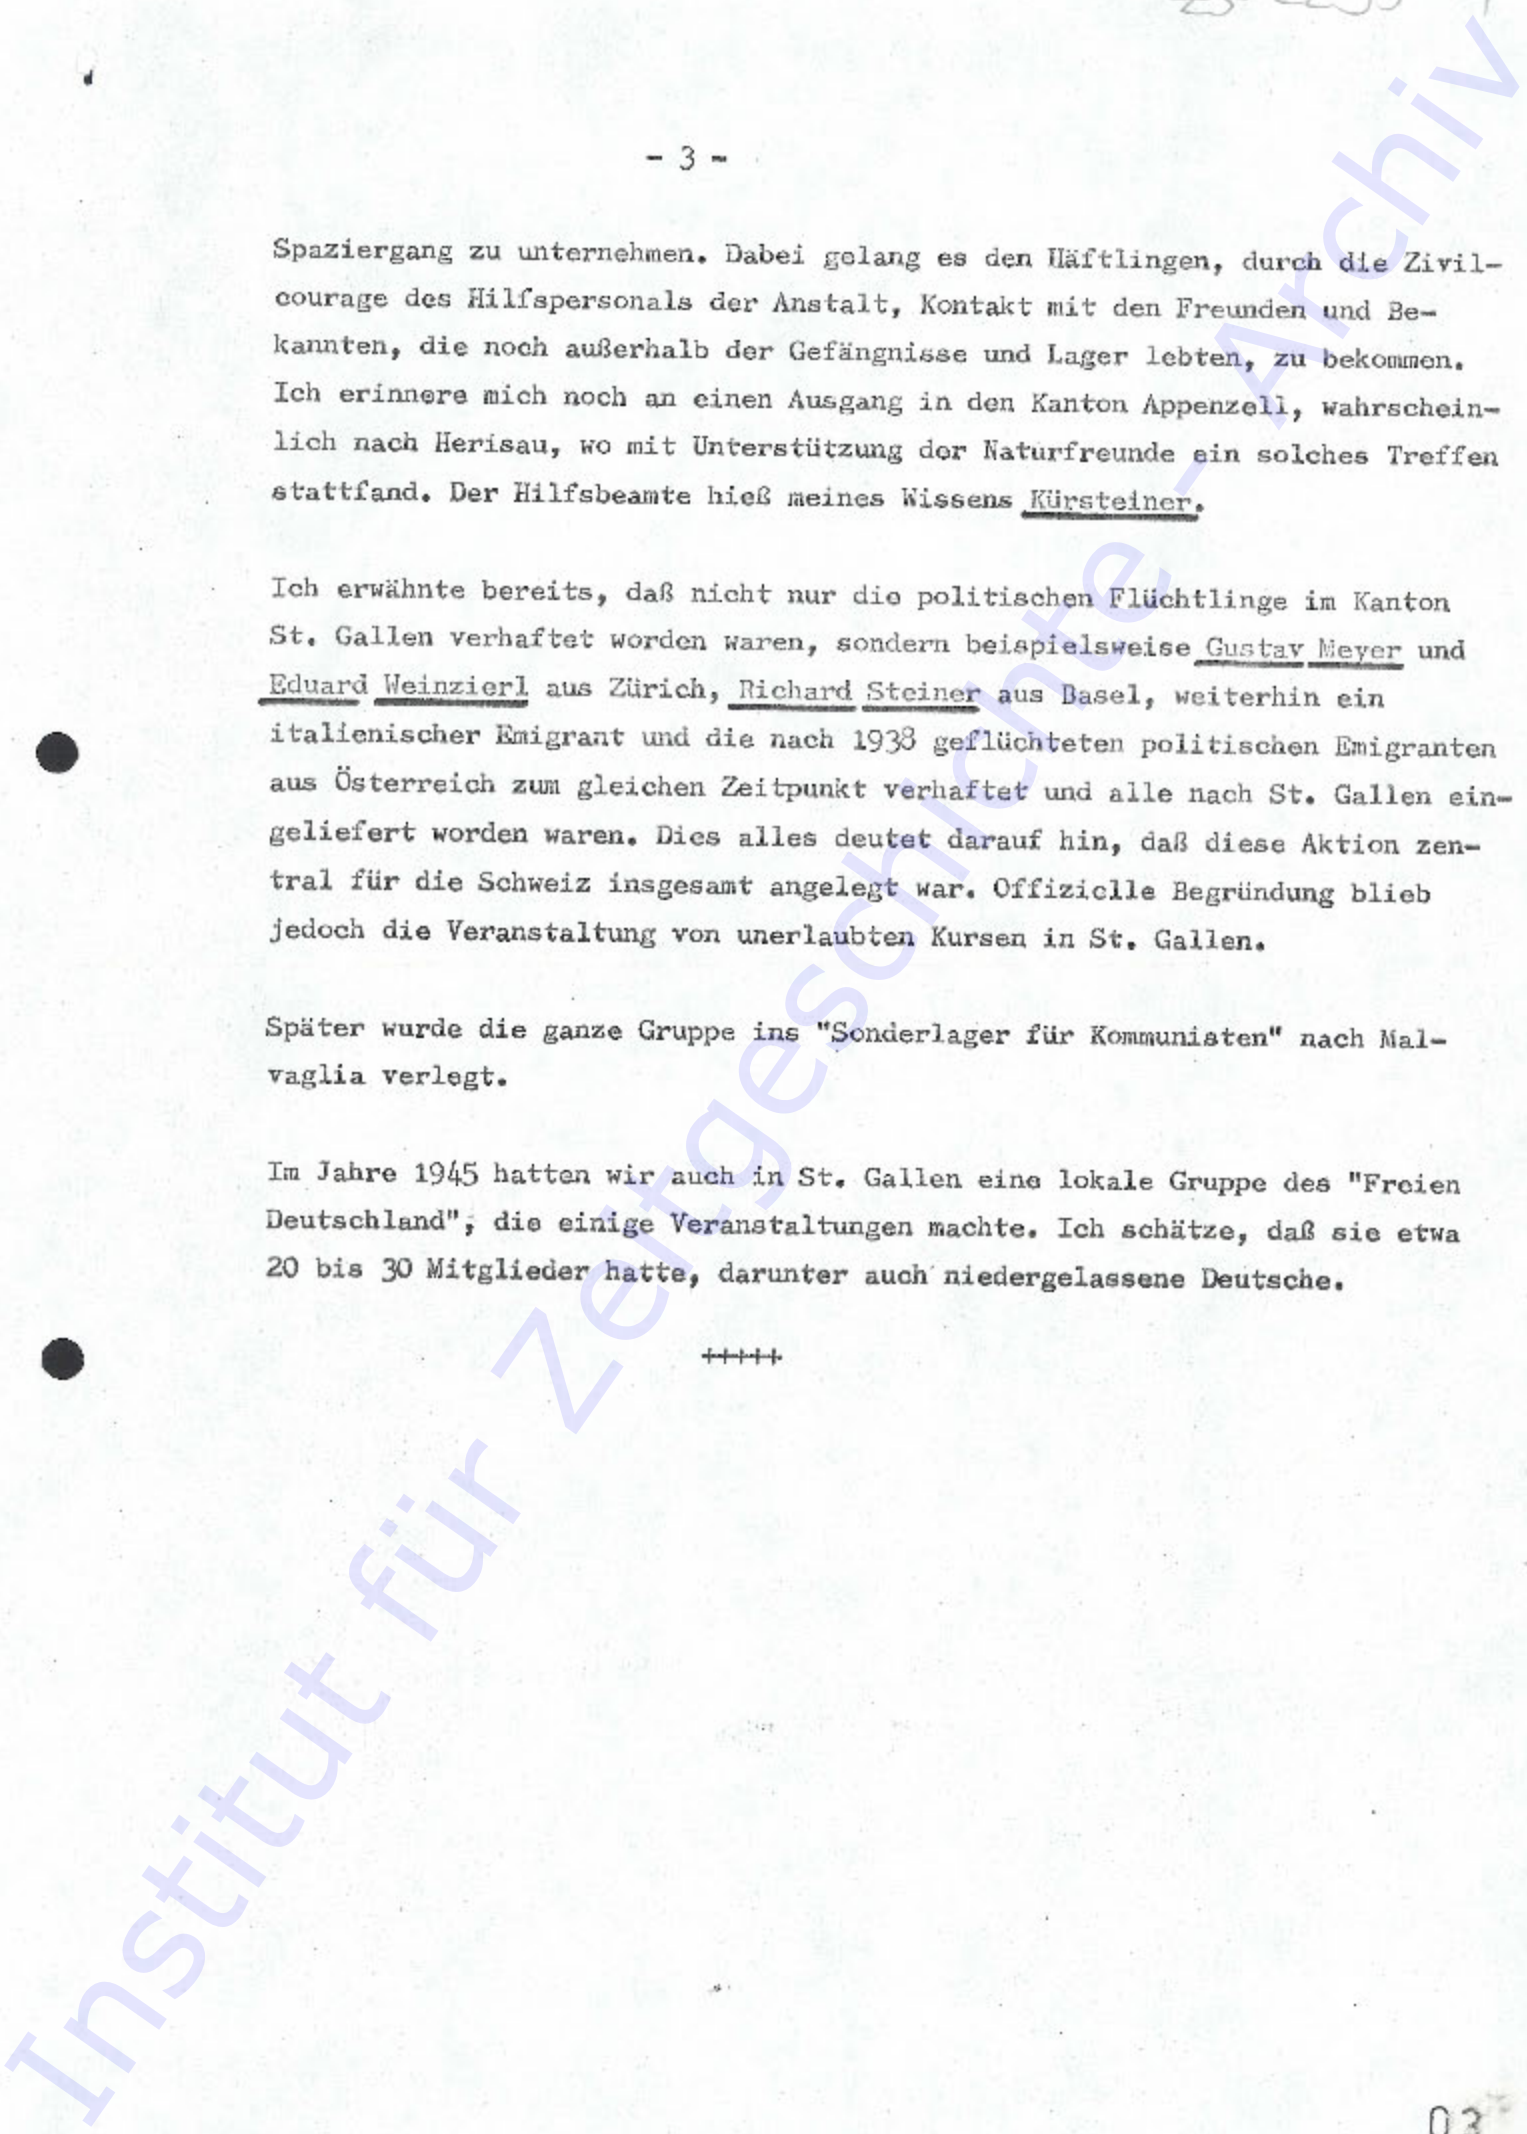 - 3 -
Spaziergang zu unternehmen. Dabei gelang es den Häftlingen, durch die Zivil-
courage des Hilfspersonals der Anstalt, Kontakt mit den Freunden und Be-
kannten, die noch außerhalb der Gefängnisse und Lager lebten, zu bekommen.
Ich erinnere mich noch an einen Ausgang in den Kanton Appenzell, wahrschein-
lich nach Herisau, wo mit Unterstützung der Naturfreunde ein solches Treffen
stattfand. Der Hilfsbeamte hieß meines Wissens Kürsteiner.
Ich erwähnte bereits, daß nicht nur die politischen Flüchtlinge im Kanton
St. Gallen verhaftet worden waren, sondern beispielsweise Gustav Meyer und
Eduard Weinzierl aus Zürich, Richard Steiner aus Basel, weiterhin ein
italienischer Emigrant und die nach 1938 geflüchteten politischen Emigranten
aus Österreich zum gleichen Zeitpunkt verhaftet und alle nach St. Gallen ein-
geliefert worden waren. Dies alles deutet darauf hin, daß diese Aktion zen-
tral für die Schweiz insgesamt angelegt war. Offizielle Begründung blieb
jedoch die Veranstaltung von unerlaubten Kursen in St. Gallen.
Später wurde die ganze Gruppe ins "Sonderlager für Kommunisten" nach Mal-
vaglia verlegt.
Im Jahre 1945 hatten wir auch in St. Gallen eine lokale Gruppe des "Freien
Deutschland", die einige Veranstaltungen machte. Ich schätze, daß sie etwa
20 bis 30 Mitglieder hatte, darunter auch niedergelassene Deutsche.
+++++
03
Institut für Zeitgeschichte - Archiv